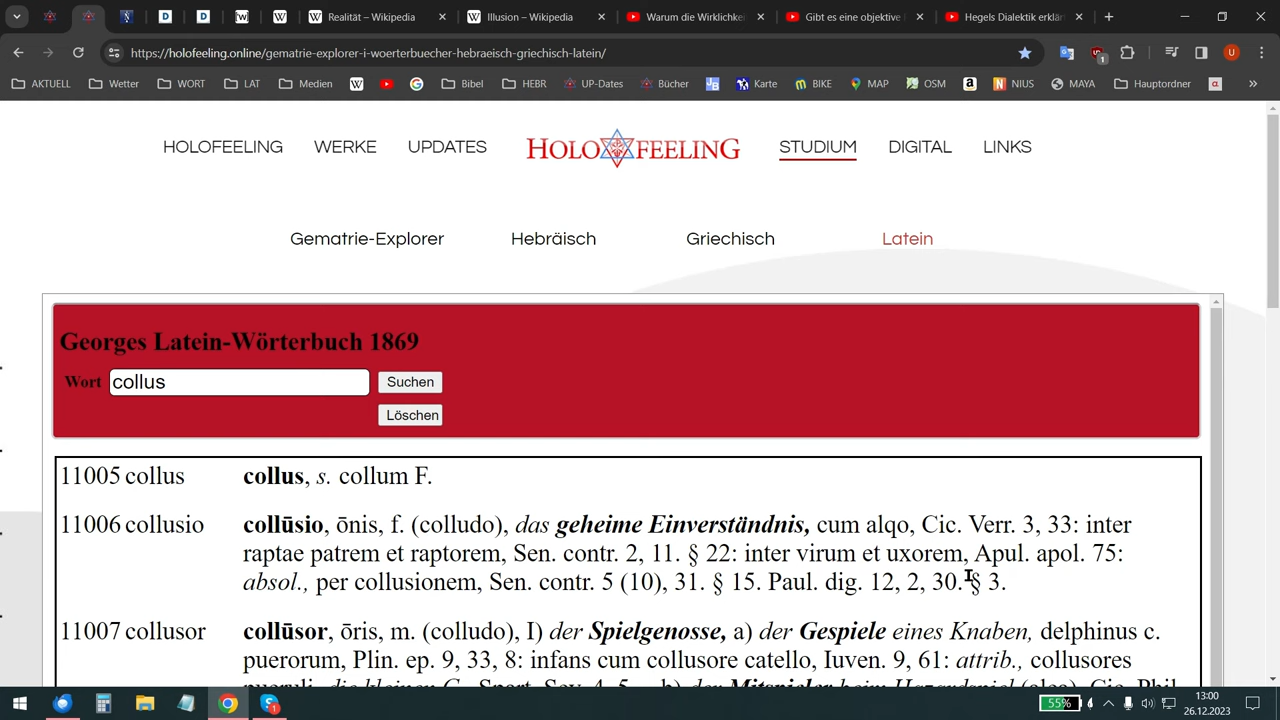 Realität – Wikipedia
Illusion – Wikipedia
Warum die Wirklichke
Gibt es eine objektive
Hegels Dialektik erklär
https://holofeeling.online/gematrie-explorer-i-woerterbuecher-hebraeisch-griechisch-latein/
AKTUELL Wetter WORT LAT Medien Bibel HEBR UP-Dates Bücher Karte BIKE MAP OSM NIUS MAYA Hauptordner
HOLOFEELING WERKE UPDATES HOLOFEELING STUDIUM DIGITAL LINKS
Gematrie-Explorer Hebräisch Griechisch Latein
Georges Latein-Wörterbuch 1869
Wort collus Suchen
Löschen
11005 collus collus, s. collum F.
11006 collusio collūsio, ōnis, f. (colludo), das geheime Einverständnis, cum alqo, Cic. Verr. 3, 33: inter
raptae patrem et raptorem, Sen. contr. 2, 11. § 22: inter virum et uxorem, Apul. apol. 75:
absol., per collusionem, Sen. contr. 5 (10), 31. § 15. Paul. dig. 12, 2, 30. § 3.
11007 collusor collūsor, ōris, m. (colludo), I) der Spielgenosse, a) der Gespiele eines Knaben, delphinus c.
puerorum, Plin. ep. 9, 33, 8: infans cum collusore catello, Iuven. 9, 61: attrib., collusores
55% 13:00
26.12.2023